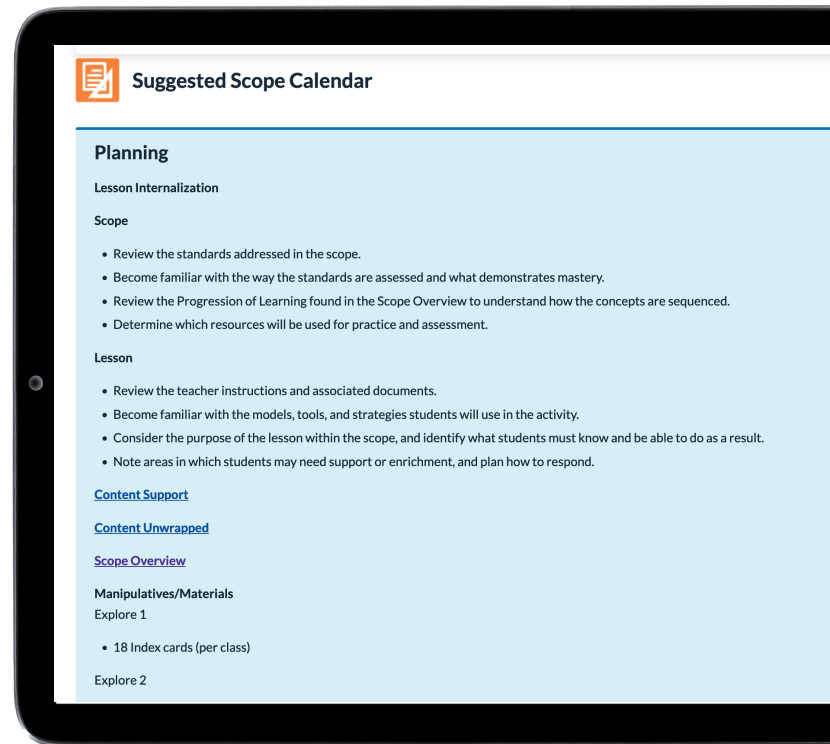 Suggested Scope Calendar
Planning
Lesson Internalization
Scope
• Review the standards addressed in the scope.
• Become familiar with the way the standards are assessed and what demonstrates mastery.
• Review the Progression of Learning found in the Scope Overview to understand how the concepts are sequenced.
• Determine which resources will be used for practice and assessment.
Lesson
• Review the teacher instructions and associated documents.
• Become familiar with the models, tools, and strategies students will use in the activity.
• Consider the purpose of the lesson within the scope, and identify what students must know and be able to do as a result.
• Note areas in which students may need support or enrichment, and plan how to respond.
Content Support
Content Unwrapped
Scope Overview
Manipulatives/Materials
Explore 1
• 18 Index cards (per class)
Explore 2